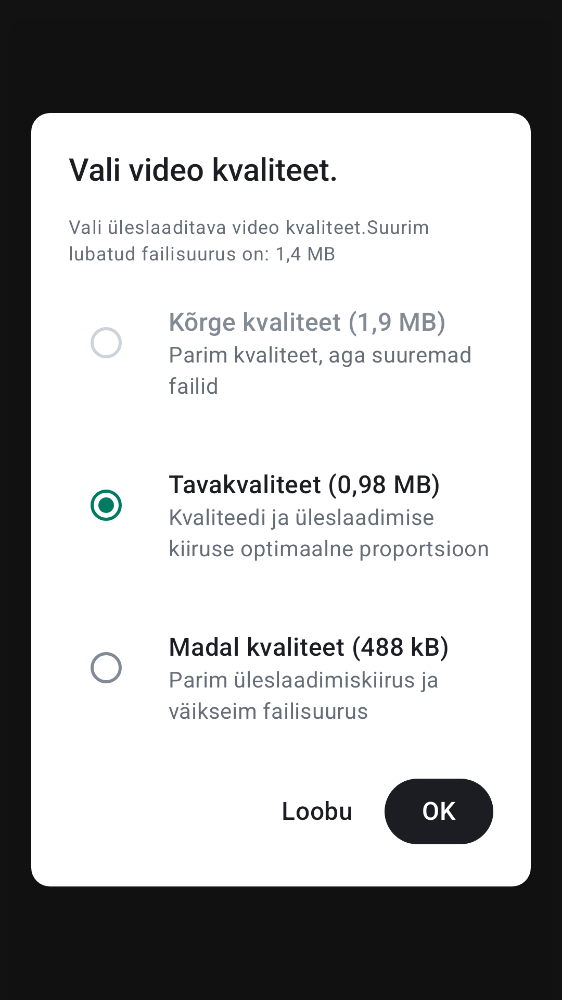 Vali video kvaliteet.
Vali üleslaaditava video kvaliteet.Suurim
lubatud failisuurus on: 1,4 MB
Kõrge kvaliteet (1,9 MB)
Parim kvaliteet, aga suuremad
failid
Tavakvaliteet (0,98 MB)
Kvaliteedi ja üleslaadimise
kiiruse optimaalne proportsioon
Madal kvaliteet (488 kB)
Parim üleslaadimiskiirus ja
väikseim failisuurus
Loobu OK